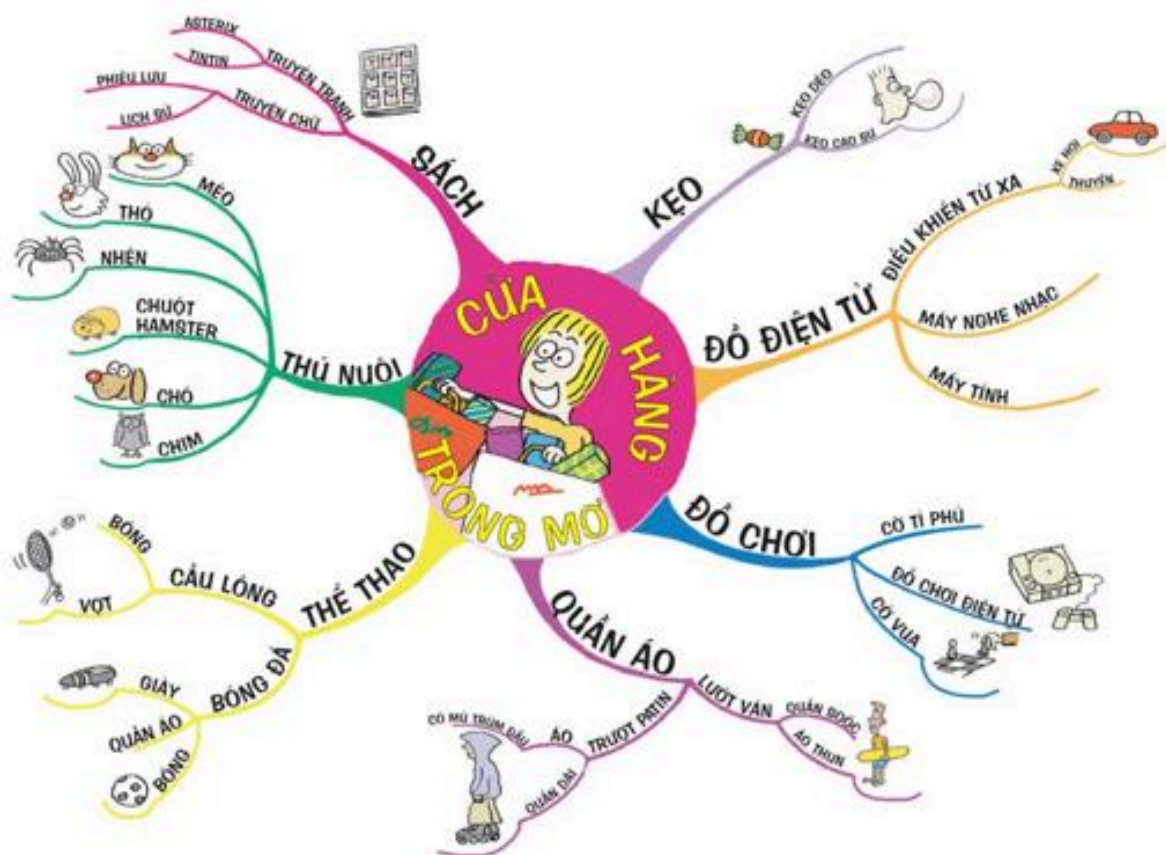 CỬA
HÀNG
TRONG MƠ
SÁCH
TRUYỆN TRANH
ASTERIX
TINTIN
TRUYỆN CHỮ
PHIÊU LƯU
LỊCH SỬ
KẸO
KẸO DẺO
KẸO CAO SU
ĐỒ ĐIỆN TỬ
ĐIỀU KHIỂN TỪ XA
XE HƠI
THUYỀN
MÁY NGHE NHẠC
MÁY TÍNH
ĐỒ CHƠI
CỜ TỈ PHÚ
ĐỒ CHƠI ĐIỆN TỬ
CỜ VUA
QUẦN ÁO
LƯỚT VÁN
QUẦN SOÓC
ÁO THUN
TRƯỢT PATIN
ÁO
CÓ MŨ TRÙM ĐẦU
QUẦN DÀI
THỂ THAO
CẦU LÔNG
BÓNG
VỢT
BÓNG ĐÁ
GIÀY
QUẦN ÁO
BÓNG
THÚ NUÔI
MÈO
THỎ
NHỆN
CHUỘT
HAMSTER
CHÓ
CHIM